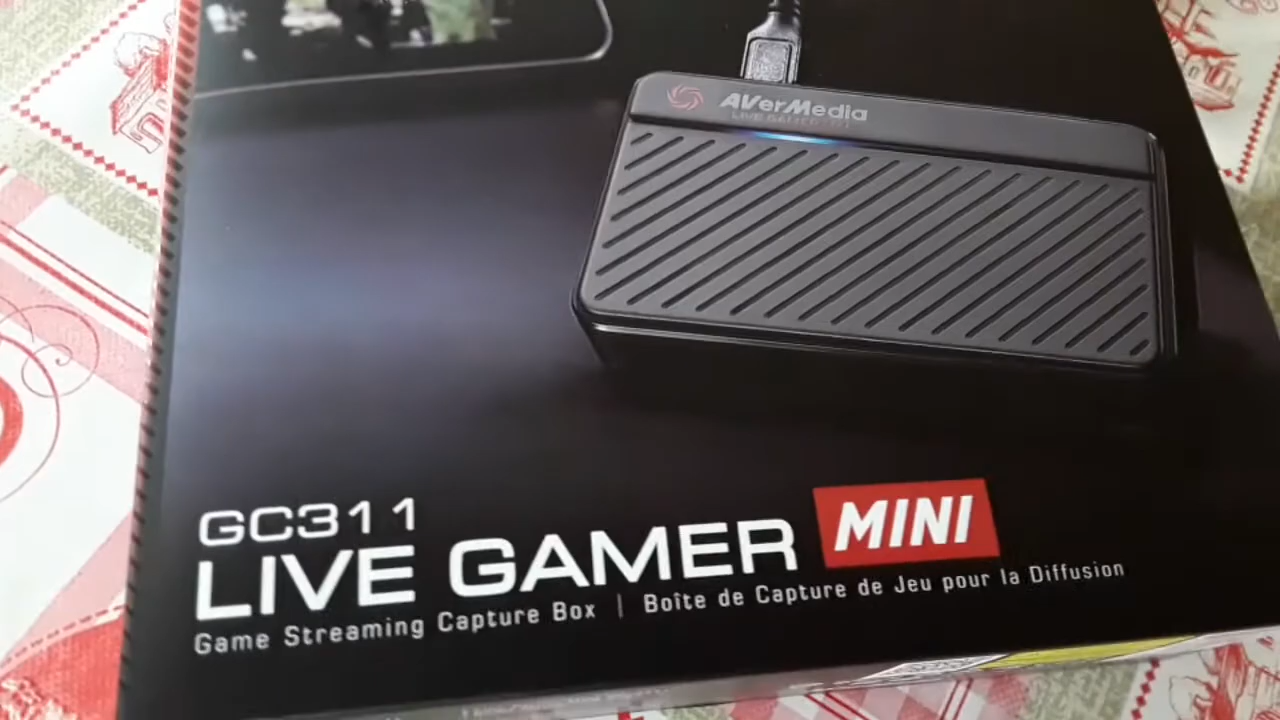 AVerMedia
GC311
LIVE GAMER MINI
Game Streaming Capture Box | Boîte de Capture de Jeu pour la Diffusion